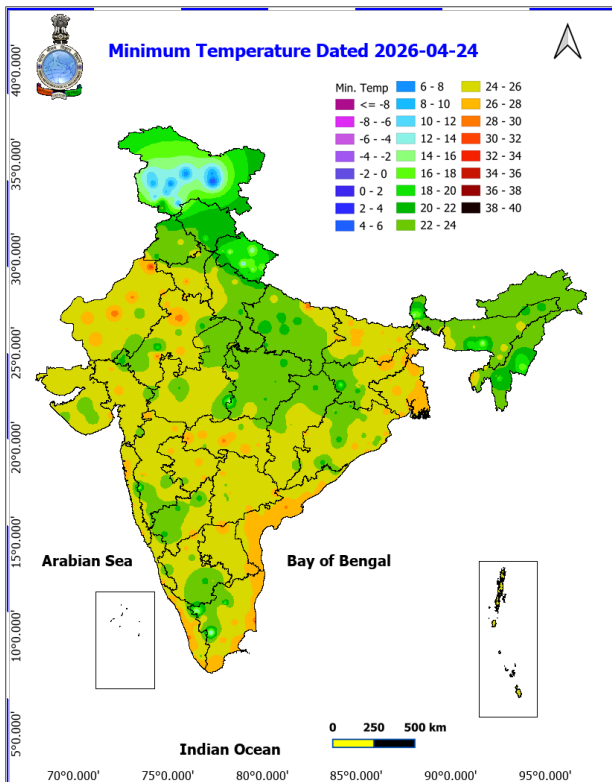 Minimum Temperature Dated 2026-04-24
Min. Temp
<= -8
-8 - -6
-6 - -4
-4 - -2
-2 - 0
0 - 2
2 - 4
4 - 6
6 - 8
8 - 10
10 - 12
12 - 14
14 - 16
16 - 18
18 - 20
20 - 22
22 - 24
24 - 26
26 - 28
28 - 30
30 - 32
32 - 34
34 - 36
36 - 38
38 - 40
40°0.000'
35°0.000'
30°0.000'
25°0.000'
20°0.000'
15°0.000'
10°0.000'
5°0.000'
Arabian Sea
Bay of Bengal
Indian Ocean
0 250 500 km
70°0.000' 75°0.000' 80°0.000' 85°0.000' 90°0.000' 95°0.000'